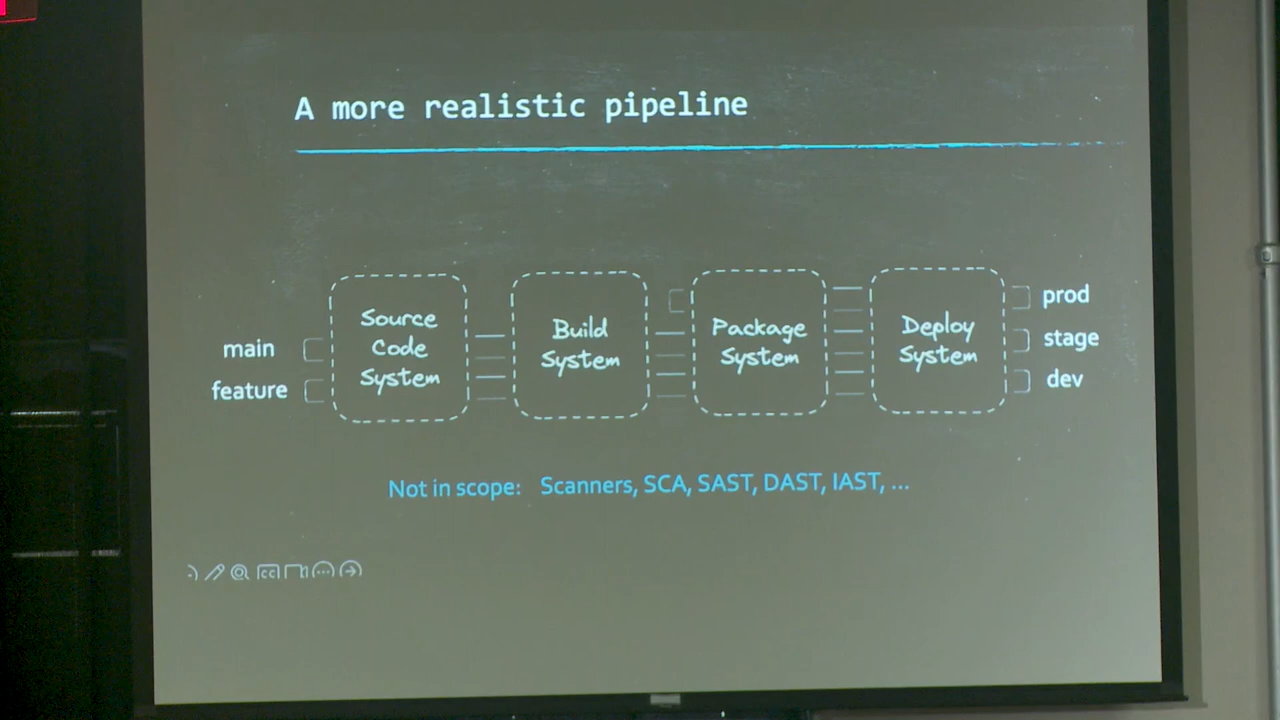 A more realistic pipeline
main
feature
Source
Code
System
Build
System
Package
System
Deploy
System
prod
stage
dev
Not in scope: Scanners, SCA, SAST, DAST, IAST, ...
cc